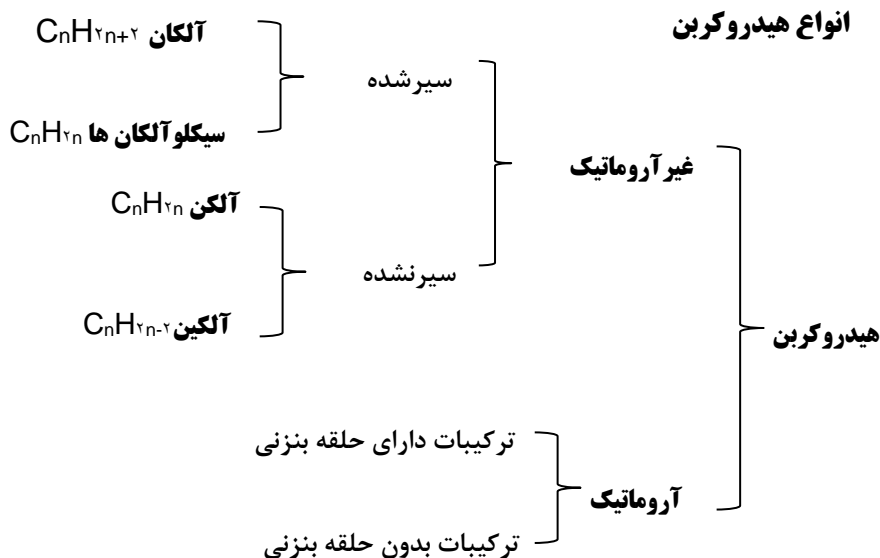 انواع هیدروکربن
آلکان CnH۲n+۲
سیرشده
سیکلوآلکان ها CnH۲n
غیرآروماتیک
آلکن CnH۲n
سیرنشده
آلکین CnH۲n-۲
هیدروکربن
ترکیبات دارای حلقه بنزنی
آروماتیک
ترکیبات بدون حلقه بنزنی